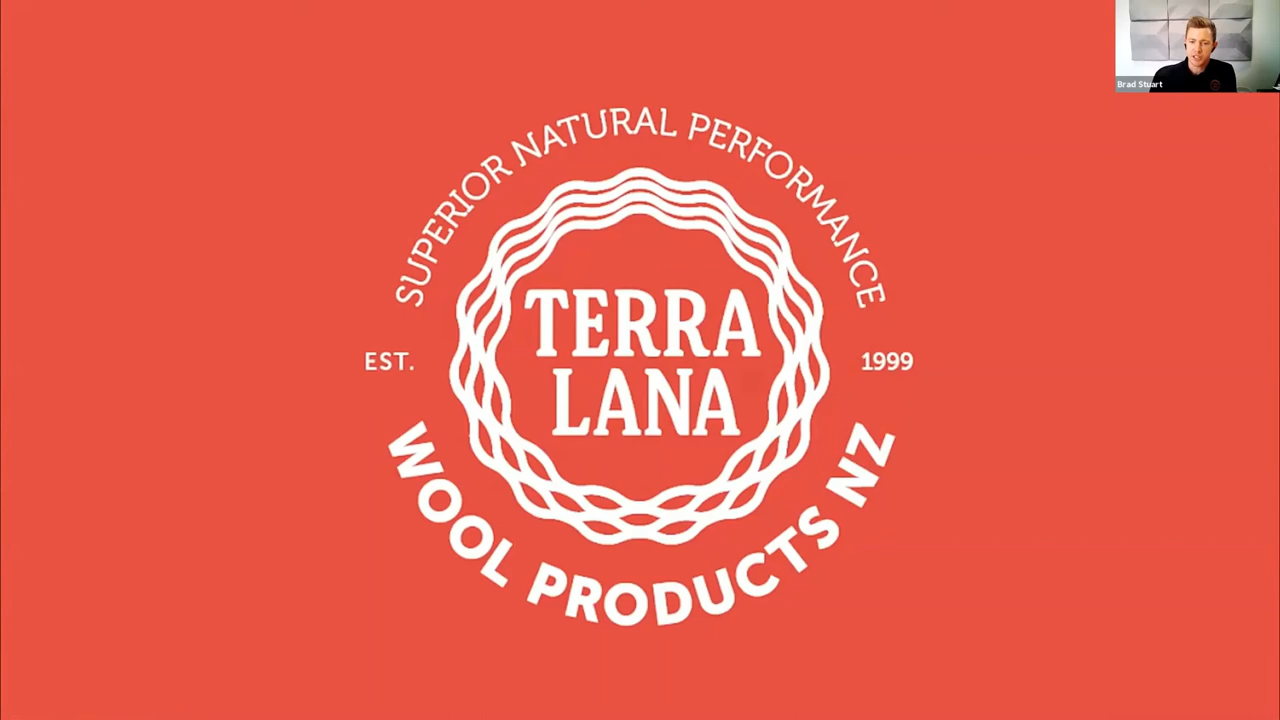 Brad Stuart
SUPERIOR NATURAL PERFORMANCE
TERRA
LANA
EST.
1999
WOOL PRODUCTS NZ